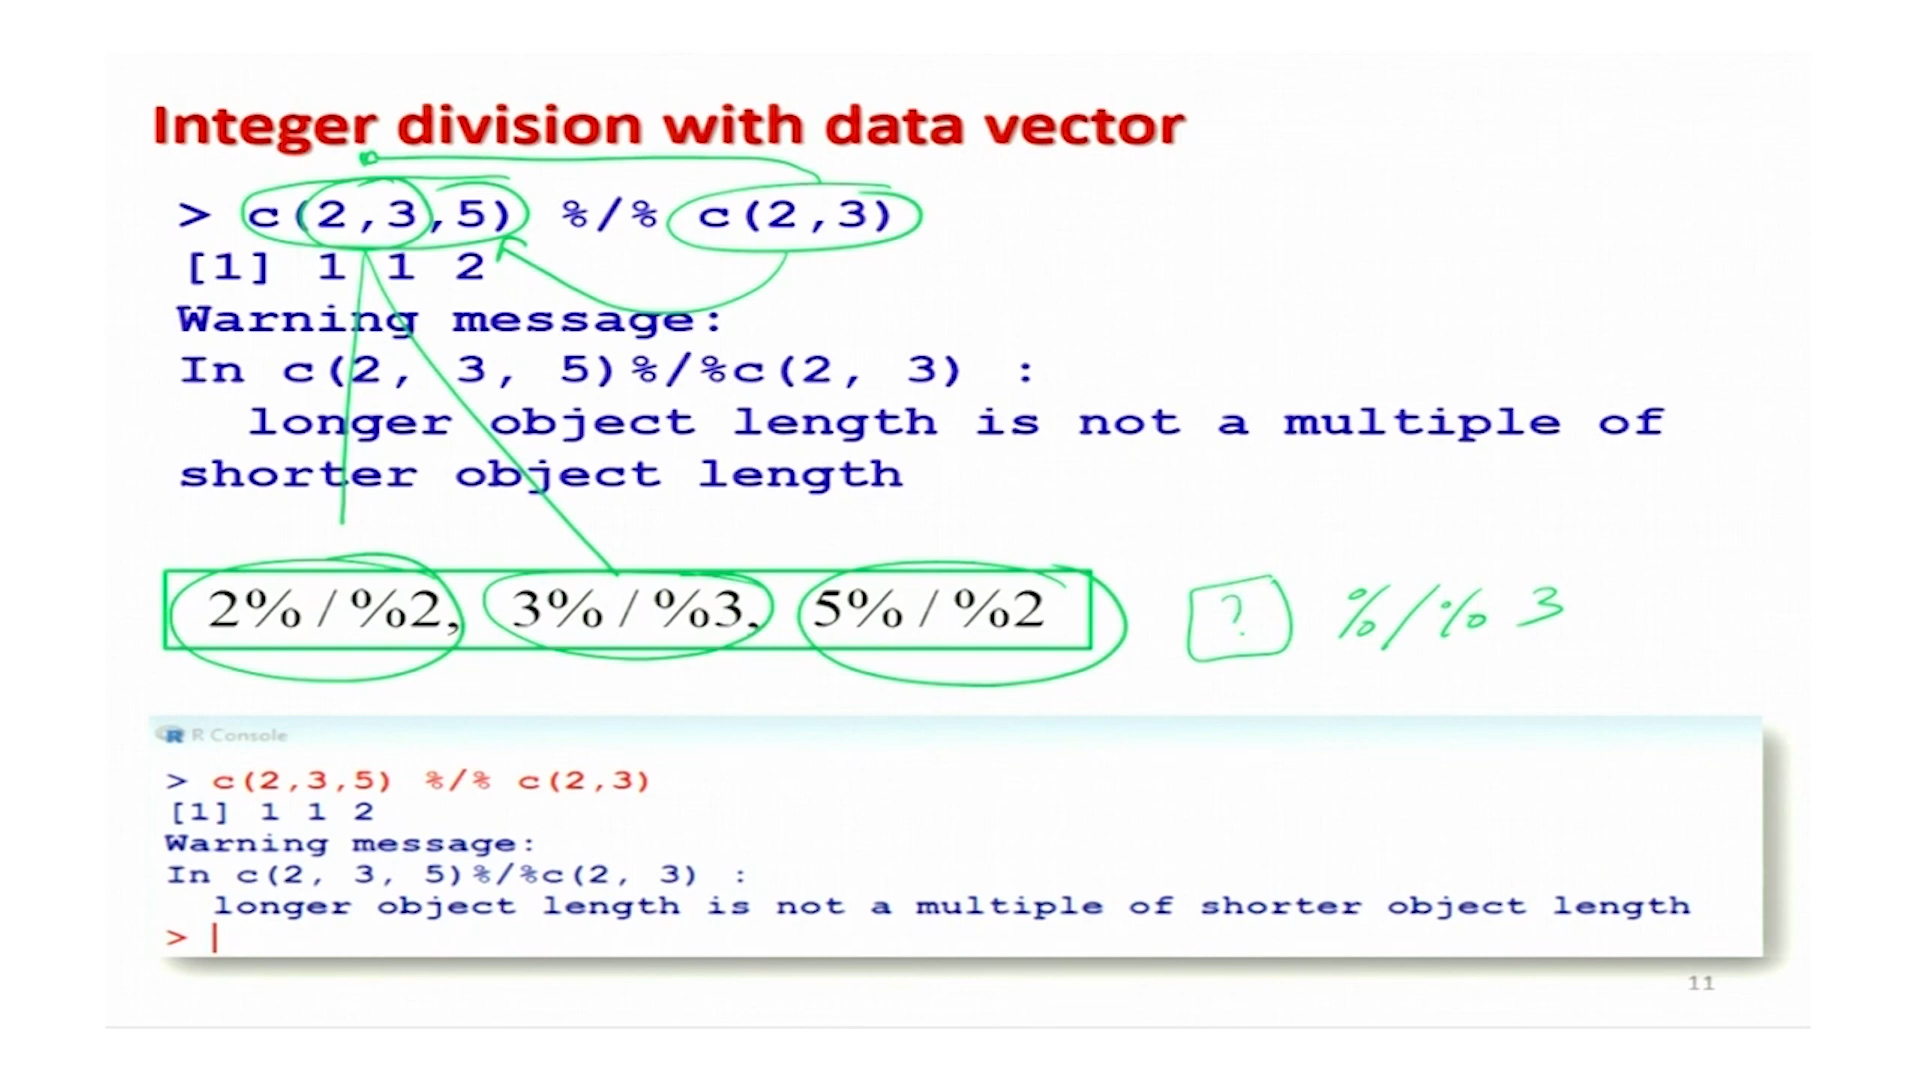 Integer division with data vector
> c(2,3,5) %/% c(2,3)
[1] 1 1 2
Warning message:
In c(2, 3, 5)%/%c(2, 3) :
longer object length is not a multiple of
shorter object length
2% / %2, 3% / %3, 5% / %2 ? %/% 3
R R Console
> c(2,3,5) %/% c(2,3)
[1] 1 1 2
Warning message:
In c(2, 3, 5)%/%c(2, 3) :
longer object length is not a multiple of shorter object length
>
11